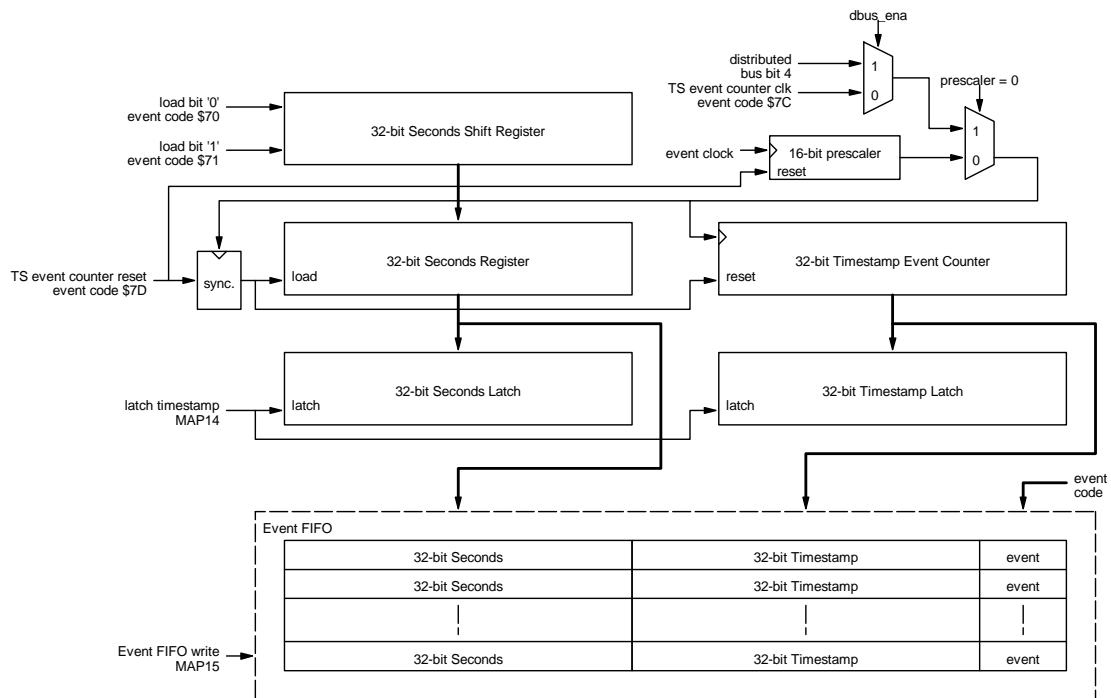 dbus_ena
distributed
bus bit 4
TS event counter clk
event code $7C
1
0
prescaler = 0
1
0
load bit '0'
event code $70
load bit '1'
event code $71
32-bit Seconds Shift Register
event clock
16-bit prescaler
reset
TS event counter reset
event code $7D
sync.
32-bit Seconds Register
load
32-bit Timestamp Event Counter
reset
latch timestamp
MAP14
32-bit Seconds Latch
latch
32-bit Timestamp Latch
latch
event
code
Event FIFO
32-bit Seconds 32-bit Timestamp event
32-bit Seconds 32-bit Timestamp event
Event FIFO write
MAP15
32-bit Seconds 32-bit Timestamp event